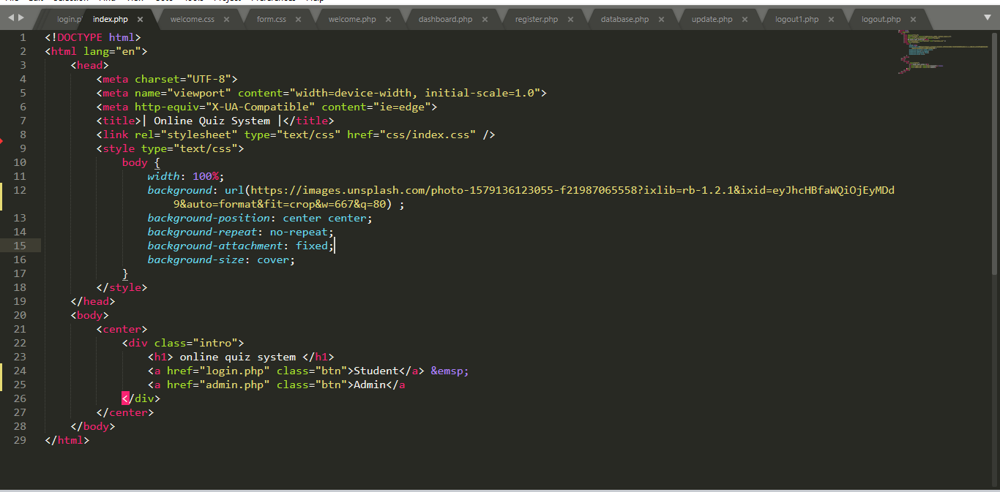 login.p index.php × welcome.css × form.css × welcome.php × dashboard.php × register.php × database.php × update.php × logout1.php × logout.php ×
1 <!DOCTYPE html>
2 <html lang="en">
3 <head>
4 <meta charset="UTF-8">
5 <meta name="viewport" content="width=device-width, initial-scale=1.0">
6 <meta http-equiv="X-UA-Compatible" content="ie=edge">
7 <title>| Online Quiz System |</title>
8 <link rel="stylesheet" type="text/css" href="css/index.css" />
9 <style type="text/css">
10 body {
11 width: 100%;
12 background: url(https://images.unsplash.com/photo-1579136123055-f21987065558?ixlib=rb-1.2.1&ixid=eyJhcHBfaWQiOjEyMDd
9&auto=format&fit=crop&w=667&q=80) ;
13 background-position: center center;
14 background-repeat: no-repeat;
15 background-attachment: fixed;
16 background-size: cover;
17 }
18 </style>
19 </head>
20 <body>
21 <center>
22 <div class="intro">
23 <h1> online quiz system </h1>
24 <a href="login.php" class="btn">Student</a> &emsp;
25 <a href="admin.php" class="btn">Admin</a
26 </div>
27 </center>
28 </body>
29 </html>